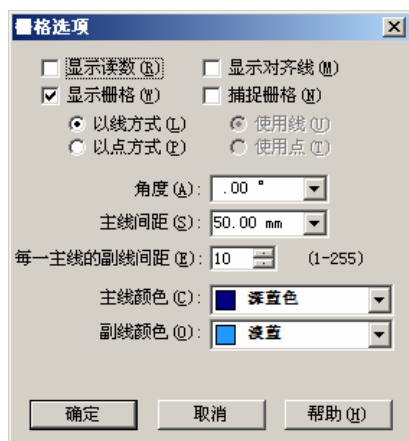 栅格选项
显示读数(R) 显示对齐线(M)
显示栅格(W) 捕捉栅格(N)
以线方式(L) 使用线(U)
以点方式(P) 使用点(T)
角度(A): .00 °
主线间距(S): 50.00 mm
每一主线的副线间距(E): 10 (1-255)
主线颜色(C): 深蓝色
副线颜色(O): 淡蓝
确定 取消 帮助(H)